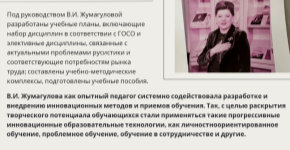 Под руководством В.И. Жумагуловой
разработаны учебные планы, включающие
набор дисциплин в соответствии с ГОСО и
элективные дисциплины, связанные с
актуальными проблемами русистики и
соответствующие потребностям рынка
труда; составлены учебно-методические
комплексы, подготовлены учебные пособия.
В.И. Жумагулова как опытный педагог системно содействовала разработке и
внедрению инновационных методов и приемов обучения. Так, с целью раскрытия
творческого потенциала обучающихся стали применяться такие прогрессивные
инновационные образовательные технологии, как личностноориентированное
обучение, проблемное обучение, обучение в сотрудничестве и другие.